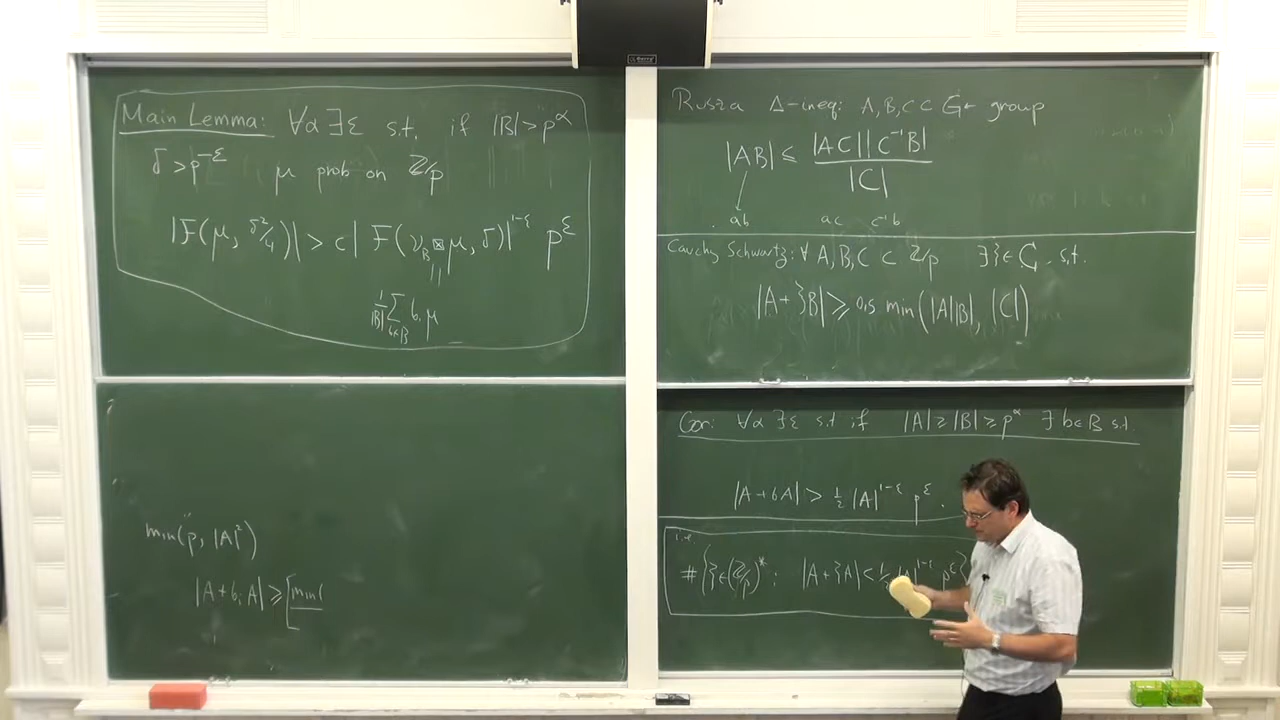 Main Lemma: ∀α ∃ε s.t. if |B| > p^α
δ > p^{-ε} μ prob on ℤ/p
|F(μ, δ²/4)| > c | F(ν_B ⊠ μ, δ)|^{1-ε} p^ε
||
1/|B| Σ_{b∈B} b.μ
min(p, |A|²)
|A + b.A| ⩾ [min(
Rusza Δ-ineq: A, B, C ⊂ G ← group
|AB| ≤ |AC||C⁻¹B| / |C|
ab ac c⁻¹b
Cauchy Schwartz: ∀ A, B, C ⊂ ℤ/p ∃ξ ∈ C s.t.
|A + ξB| ⩾ 0,5 min(|A||B|, |C|)
Cor: ∀α ∃ε s.t if |A| ≥ |B| ≥ p^α ∃ b∈B s.t.
|A + bA| > ½ |A|^{1-ε} p^ε.
i.e.
#{ξ∈(ℤ/p)^*: |A + ξA| < ½ |A|^{1-ε} p^ε}